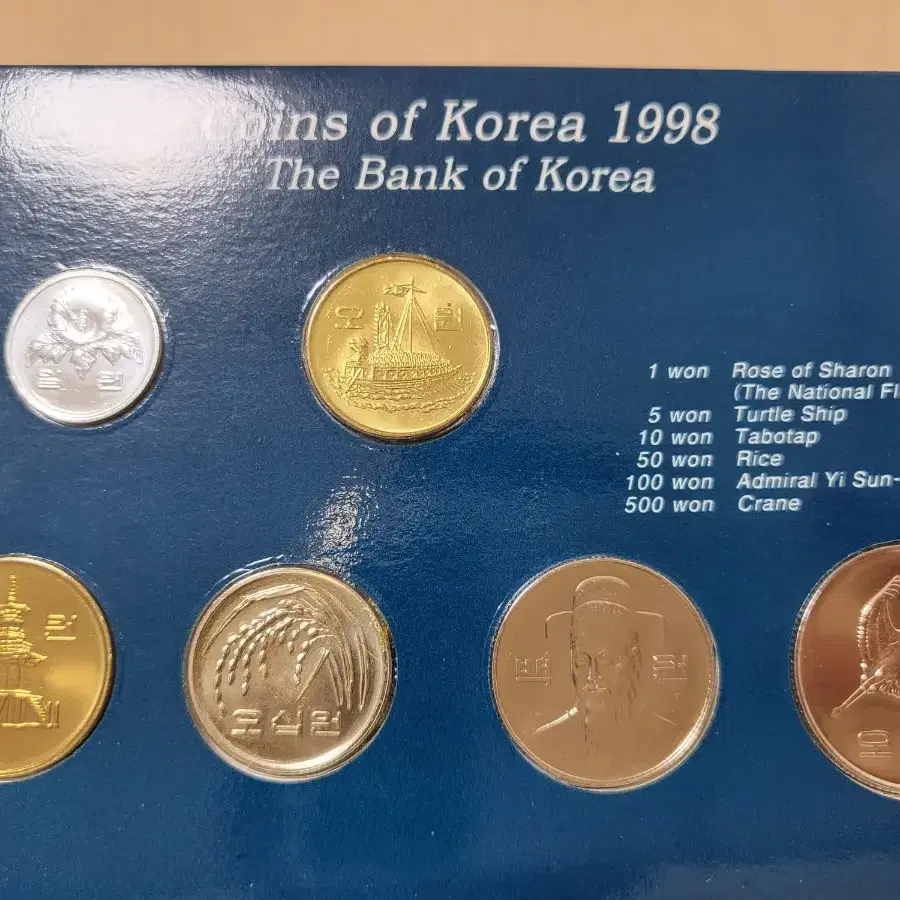 Coins of Korea 1998
The Bank of Korea
일 원
오 원
1 won Rose of Sharon
(The National Fl
5 won Turtle Ship
10 won Tabotap
50 won Rice
100 won Admiral Yi Sun-
500 won Crane
원
오십원
백 원
오